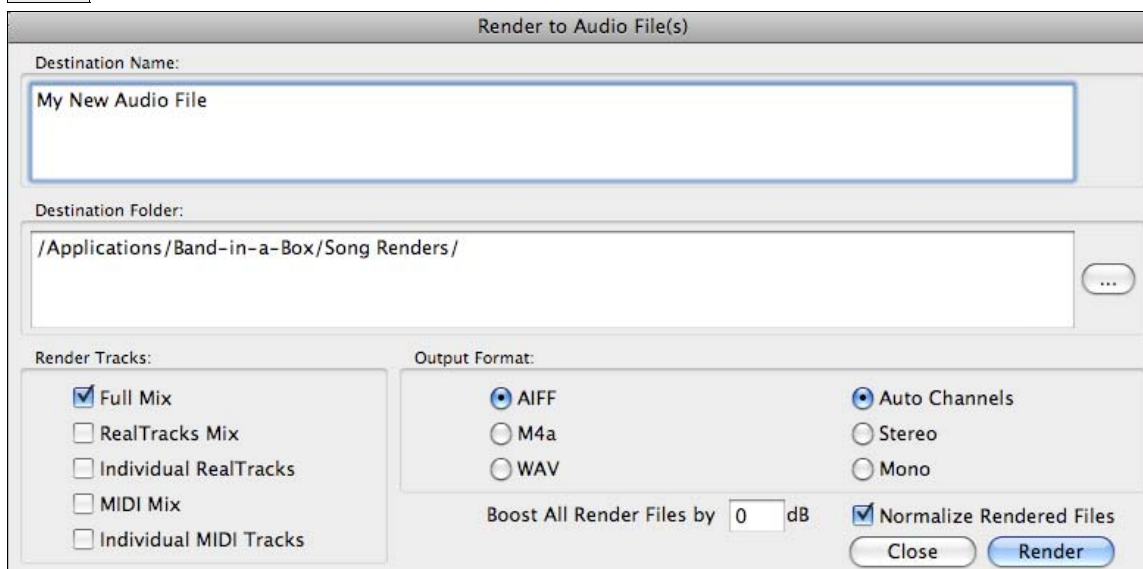 Render to Audio File(s)
Destination Name:
My New Audio File
Destination Folder:
/Applications/Band-in-a-Box/Song Renders/
...
Render Tracks:
Full Mix
RealTracks Mix
Individual RealTracks
MIDI Mix
Individual MIDI Tracks
Output Format:
AIFF
M4a
WAV
Auto Channels
Stereo
Mono
Boost All Render Files by 0 dB
Normalize Rendered Files
Close Render